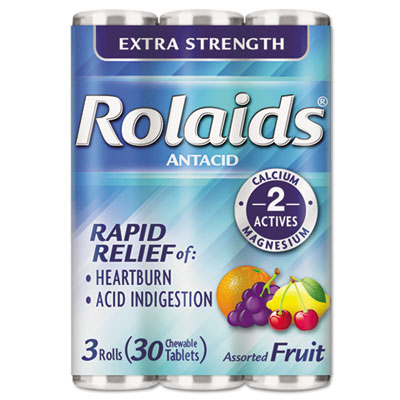 EXTRA STRENGTH
Rolaids®
ANTACID
CALCIUM
2
ACTIVES
MAGNESIUM
RAPID
RELIEF of:
• HEARTBURN
• ACID INDIGESTION
3 Rolls (30 Chewable Tablets)
Assorted Fruit